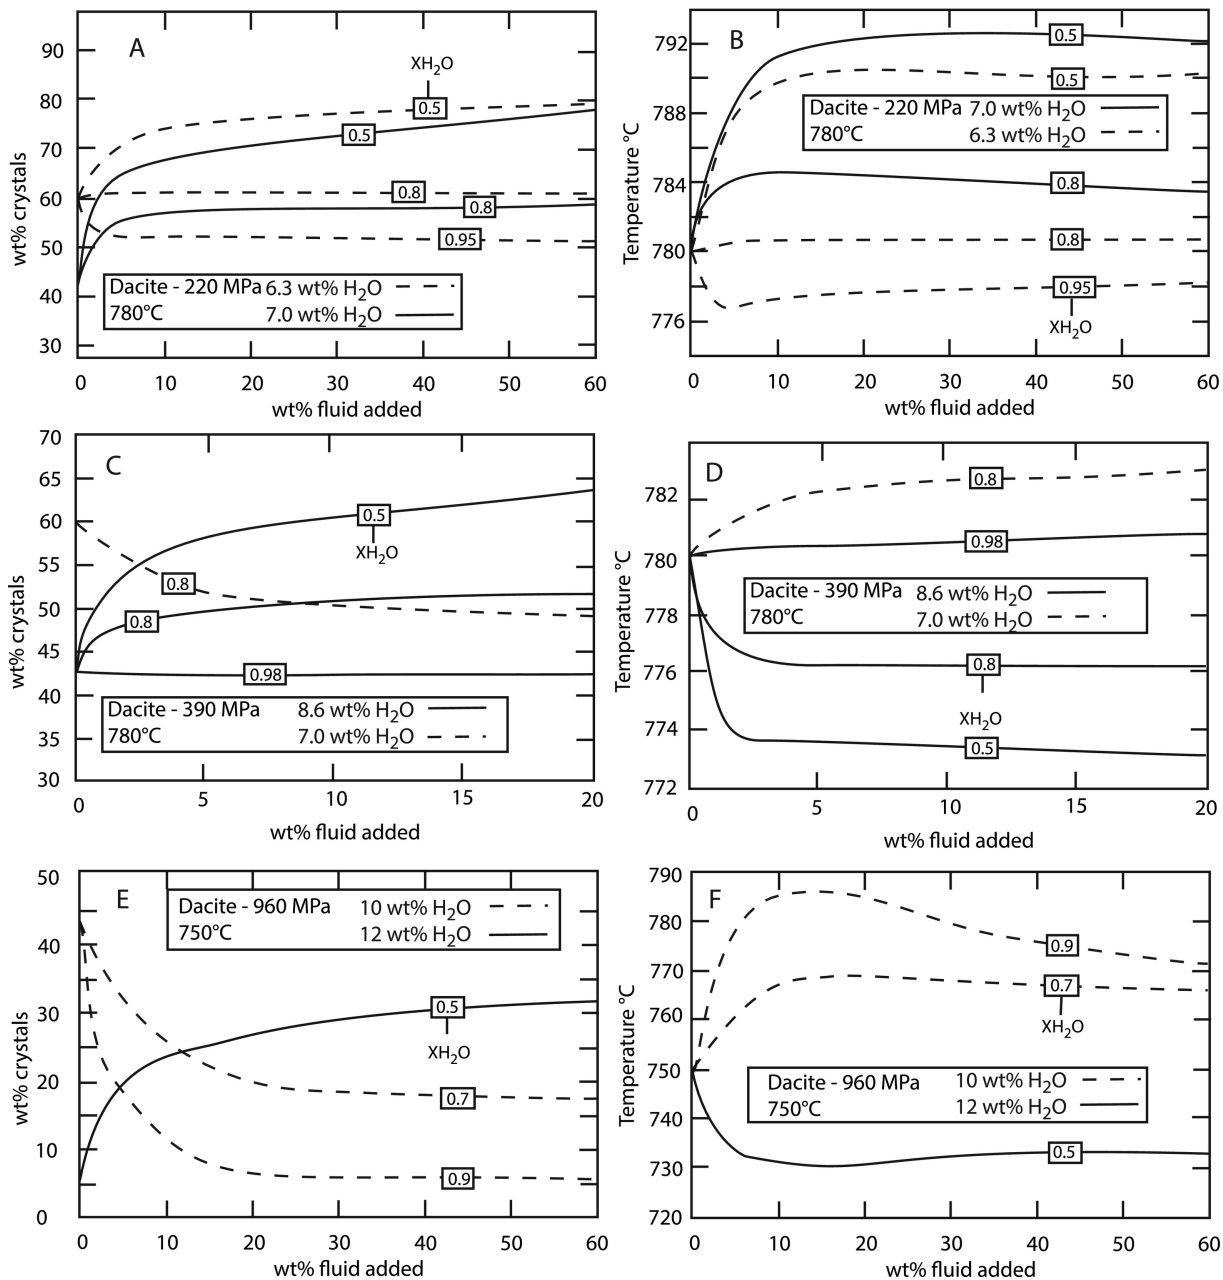 A
90
80
70
60
50
40
30
wt% crystals
XH₂O
0.5
0.5
0.8
0.8
0.95
Dacite - 220 MPa 6.3 wt% H₂O
780°C 7.0 wt% H₂O
0 10 20 30 40 50 60
wt% fluid added
B
792
788
784
780
776
Temperature °C
0.5
0.5
Dacite - 220 MPa 7.0 wt% H₂O
780°C 6.3 wt% H₂O
0.8
0.8
0.95
XH₂O
0 10 20 30 40 50 60
wt% fluid added
C
70
65
60
55
50
45
40
35
30
wt% crystals
0.5
XH₂O
0.8
0.8
0.98
Dacite - 390 MPa 8.6 wt% H₂O
780°C 7.0 wt% H₂O
0 5 10 15 20
wt% fluid added
D
782
780
778
776
774
772
Temperature °C
0.8
0.98
Dacite - 390 MPa 8.6 wt% H₂O
780°C 7.0 wt% H₂O
0.8
XH₂O
0.5
0 5 10 15 20
wt% fluid added
E
50
40
30
20
10
0
wt% crystals
Dacite - 960 MPa 10 wt% H₂O
750°C 12 wt% H₂O
0.5
XH₂O
0.7
0.9
0 10 20 30 40 50 60
wt% fluid added
F
790
780
770
760
750
740
730
720
Temperature °C
0.9
0.7
XH₂O
Dacite - 960 MPa 10 wt% H₂O
750°C 12 wt% H₂O
0.5
0 10 20 30 40 50 60
wt% fluid added